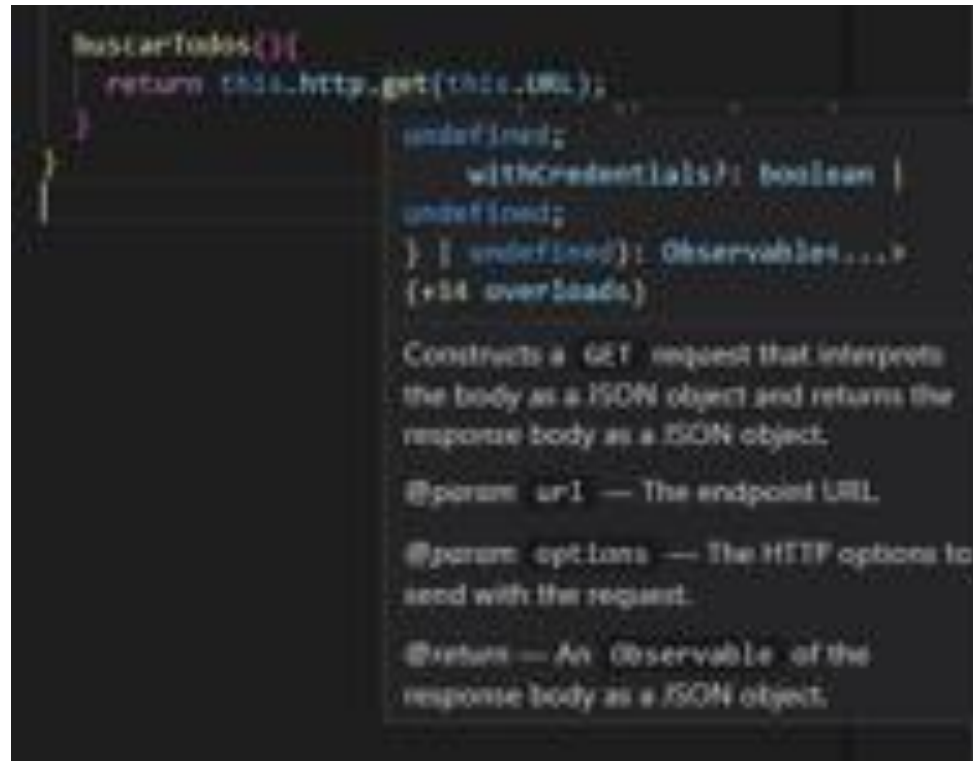 buscarTodos(){
return this.http.get(this.URL);
}
}
undefined;
withCredentials?: boolean |
undefined;
} | undefined): Observable<...>
(+14 overloads)
Constructs a GET request that interprets
the body as a JSON object and returns the
response body as a JSON object.
@param url — The endpoint URL.
@param options — The HTTP options to
send with the request.
@return — An Observable of the
response body as a JSON object.